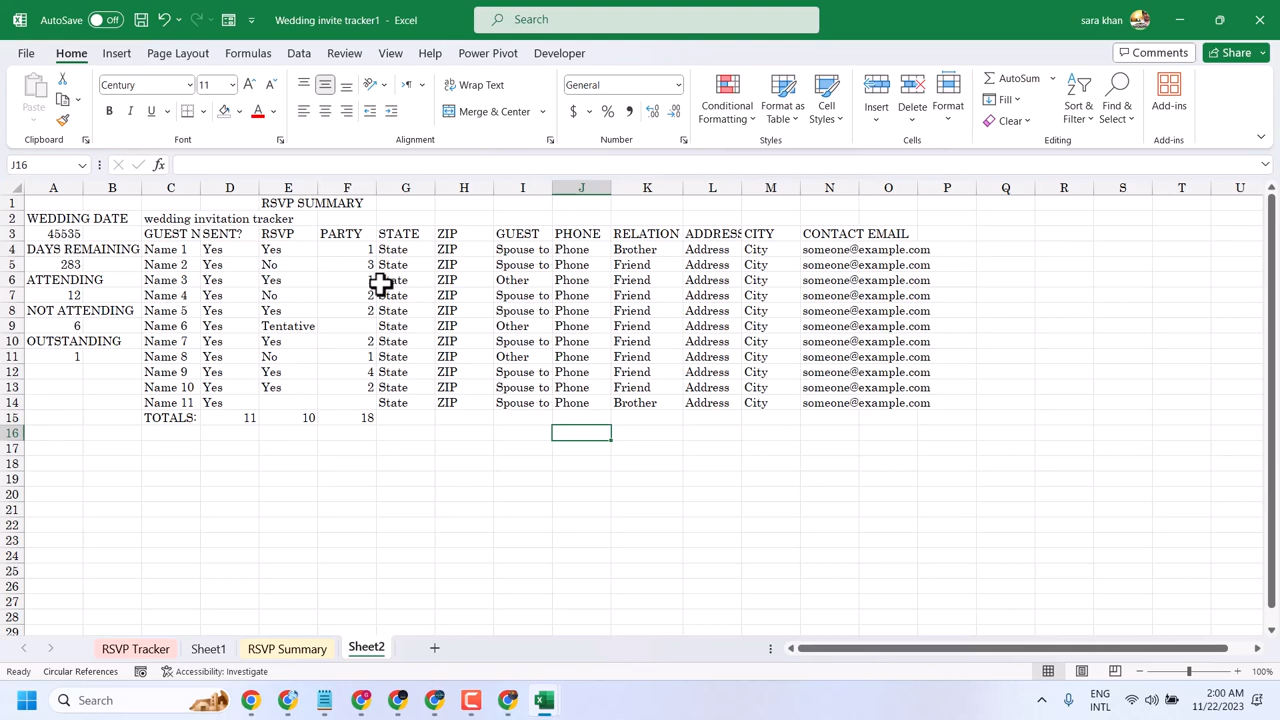 AutoSave Off Wedding invite tracker1 - Excel Search sara khan
File Home Insert Page Layout Formulas Data Review View Help Power Pivot Developer Comments Share
Paste Century 11 Wrap Text General Conditional Formatting Format as Table Cell Styles Insert Delete Format AutoSum Sort & Filter Find & Select Add-ins
B I U Merge & Center $ % Fill Clear
Clipboard Font Alignment Number Styles Cells Editing Add-ins
J16 fx
A B C D E F G H I J K L M N O P Q R S T U
1 RSVP SUMMARY
2 WEDDING DATE wedding invitation tracker
3 45535 GUEST N SENT? RSVP PARTY STATE ZIP GUEST PHONE RELATION ADDRESS CITY CONTACT EMAIL
4 DAYS REMAINING Name 1 Yes Yes 1 State ZIP Spouse to Phone Brother Address City someone@example.com
5 283 Name 2 Yes No 3 State ZIP Spouse to Phone Friend Address City someone@example.com
6 ATTENDING Name 3 Yes Yes ZIP Other Phone Friend Address City someone@example.com
7 12 Name 4 Yes No 2 State ZIP Spouse to Phone Friend Address City someone@example.com
8 NOT ATTENDING Name 5 Yes Yes 2 State ZIP Spouse to Phone Friend Address City someone@example.com
9 6 Name 6 Yes Tentative State ZIP Other Phone Friend Address City someone@example.com
10 OUTSTANDING Name 7 Yes Yes 2 State ZIP Spouse to Phone Friend Address City someone@example.com
11 1 Name 8 Yes No 1 State ZIP Other Phone Friend Address City someone@example.com
12 Name 9 Yes Yes 4 State ZIP Spouse to Phone Friend Address City someone@example.com
13 Name 10 Yes Yes 2 State ZIP Spouse to Phone Friend Address City someone@example.com
14 Name 11 Yes State ZIP Spouse to Phone Brother Address City someone@example.com
15 TOTALS: 11 10 18
16
17
18
19
20
21
22
23
24
25
26
27
28
29
RSVP Tracker Sheet1 RSVP Summary Sheet2
Ready Circular References Accessibility: Investigate 100%
Search ENG INTL 2:00 AM 11/22/2023